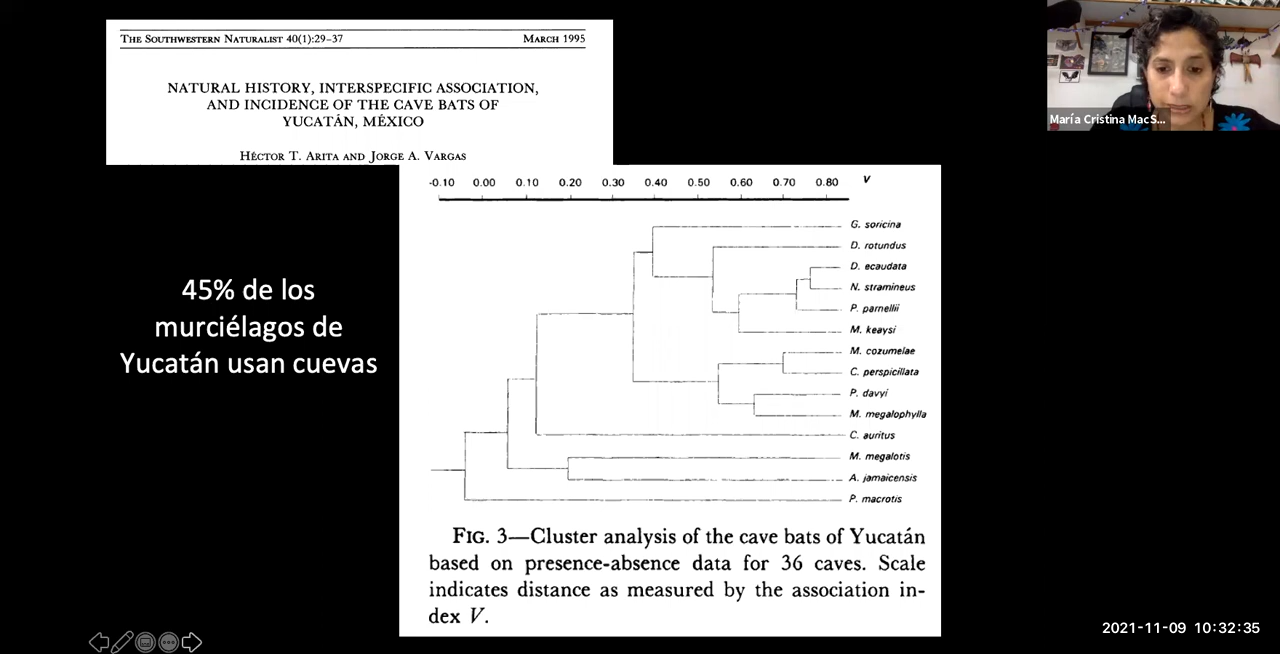 THE SOUTHWESTERN NATURALIST 40(1):29–37 MARCH 1995
NATURAL HISTORY, INTERSPECIFIC ASSOCIATION,
AND INCIDENCE OF THE CAVE BATS OF
YUCATÁN, MÉXICO
HÉCTOR T. ARITA AND JORGE A. VARGAS
María Cristina MacS...
45% de los
murciélagos de
Yucatán usan cuevas
-0.10 0.00 0.10 0.20 0.30 0.40 0.50 0.60 0.70 0.80 V
G. soricina
D. rotundus
D. ecaudata
N. stramineus
P. parnellii
M. keaysi
M. cozumelae
C. perspicillata
P. davyi
M. megalophylla
C. auritus
M. megalotis
A. jamaicensis
P. macrotis
FIG. 3—Cluster analysis of the cave bats of Yucatán
based on presence-absence data for 36 caves. Scale
indicates distance as measured by the association in-
dex V.
2021-11-09 10:32:35